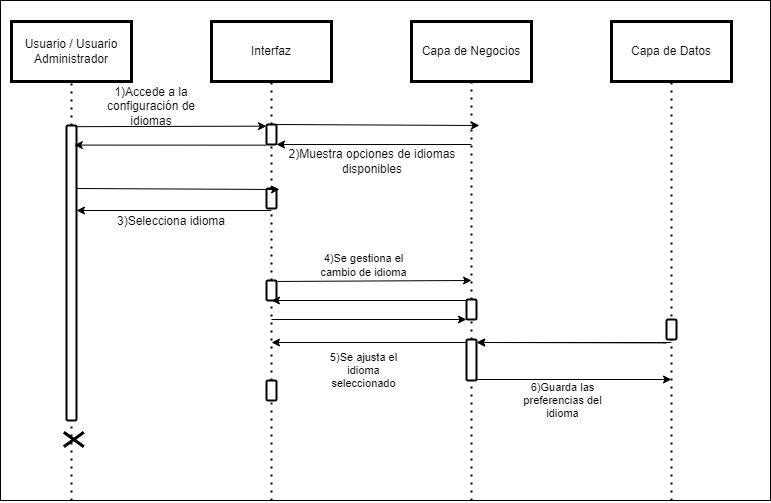 Usuario / Usuario
Administrador
Interfaz
Capa de Negocios
Capa de Datos
1)Accede a la
configuración de
idiomas
2)Muestra opciones de idiomas
disponibles
3)Selecciona idioma
4)Se gestiona el
cambio de idioma
5)Se ajusta el
idioma
seleccionado
6)Guarda las
preferencias del
idioma